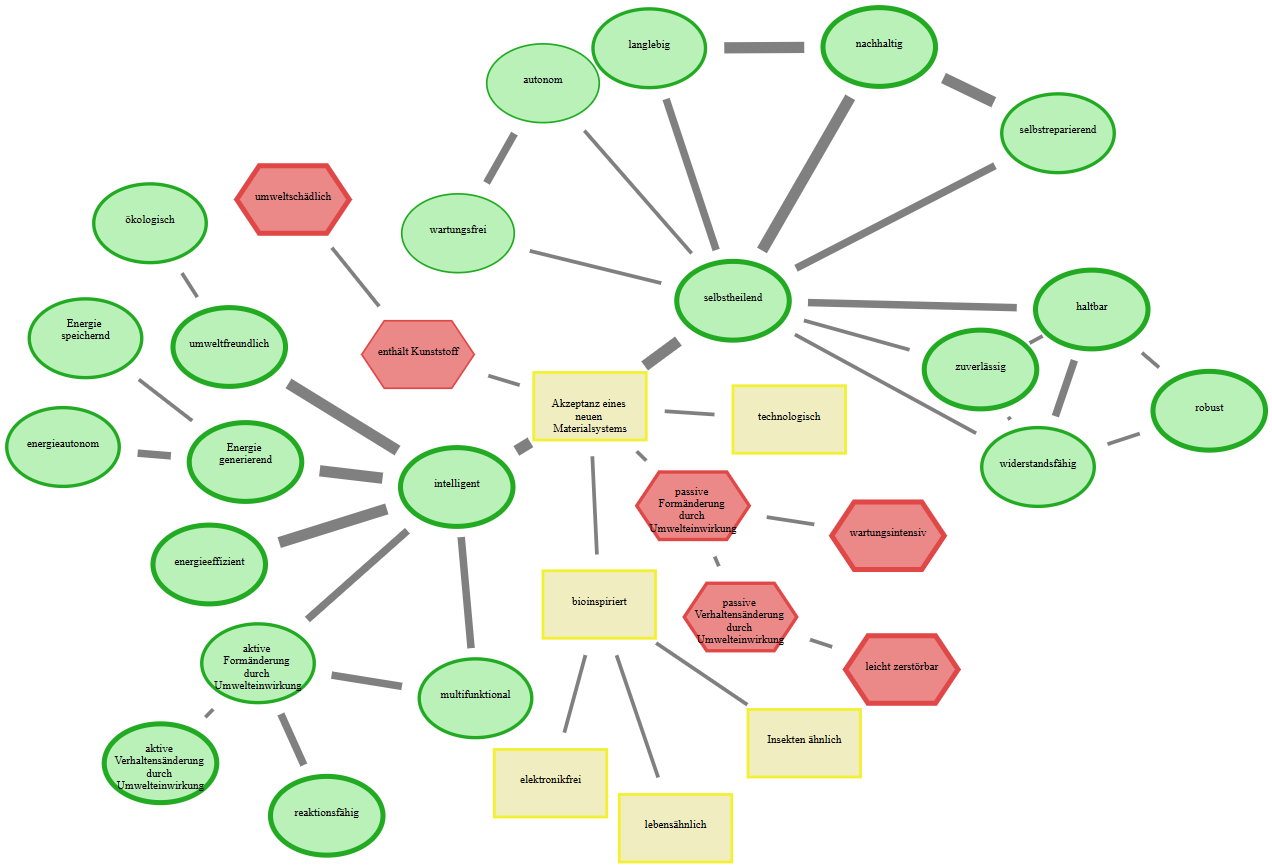 langlebig
nachhaltig
autonom
selbstreparierend
umweltschädlich
ökologisch
wartungsfrei
selbstheilend
haltbar
Energie
speichernd
umweltfreundlich
enthält Kunststoff
zuverlässig
Akzeptanz eines
neuen
Materialsystems
technologisch
robust
energieautonom
Energie
generierend
intelligent
widerstandsfähig
passive
Formänderung
durch
Umwelteinwirkung
wartungsintensiv
energieeffizient
bioinspiriert
passive
Verhaltensänderung
durch
Umwelteinwirkung
aktive
Formänderung
durch
Umwelteinwirkung
leicht zerstörbar
multifunktional
Insekten ähnlich
aktive
Verhaltensänderung
durch
Umwelteinwirkung
elektronikfrei
reaktionsfähig
lebensähnlich